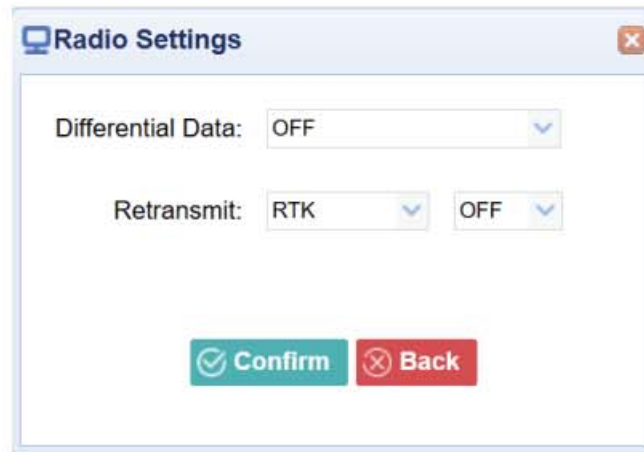 Radio Settings
Differential Data: OFF
Retransmit: RTK OFF
Confirm Back